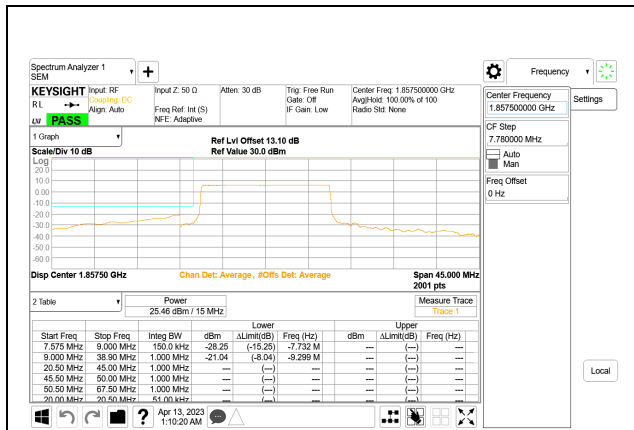 Spectrum Analyzer 1
SEM
Frequency
KEYSIGHT
Input: RF
Input Z: 50 Ω
Atten: 30 dB
Trig: Free Run
Center Freq: 1.857500000 GHz
R L
Coupling: DC
Gate: Off
Avg|Hold: 100.00% of 100
Align: Auto
Freq Ref: Int (S)
IF Gain: Low
Radio Std: None
LXI
PASS
NFE: Adaptive
Center Frequency
1.857500000 GHz
Settings
CF Step
7.780000 MHz
Auto
Man
Freq Offset
0 Hz
1 Graph
Ref Lvl Offset 13.10 dB
Scale/Div 10 dB
Ref Value 30.0 dBm
Log
20.0
10.0
0.00
-10.0
-20.0
-30.0
-40.0
-50.0
-60.0
Disp Center 1.85750 GHz
Chan Det: Average, #Offs Det: Average
Span 45.000 MHz
2001 pts
2 Table
Power
Measure Trace
25.46 dBm / 15 MHz
Trace 1
Lower Upper
Start Freq Stop Freq Integ BW dBm ΔLimit(dB) Freq (Hz) dBm ΔLimit(dB) Freq (Hz)
7.575 MHz 9.000 MHz 150.0 kHz -28.25 (-15.25) -7.732 M --- (---) ---
9.000 MHz 38.90 MHz 1.000 MHz -21.04 (-8.04) -9.299 M --- (---) ---
20.50 MHz 45.00 MHz 1.000 MHz --- (---) --- --- (---) ---
45.50 MHz 50.00 MHz 1.000 MHz --- (---) --- --- (---) ---
50.50 MHz 67.50 MHz 1.000 MHz --- (---) --- --- (---) ---
20.00 MHz 20.50 MHz 51.00 kHz --- (---) --- --- (---) ---
Local
Apr 13, 2023
1:10:20 AM